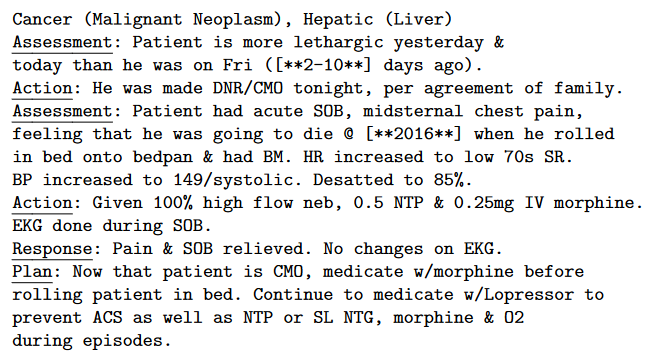 Cancer (Malignant Neoplasm), Hepatic (Liver)
Assessment: Patient is more lethargic yesterday &
today than he was on Fri ([**2-10**] days ago).
Action: He was made DNR/CMO tonight, per agreement of family.
Assessment: Patient had acute SOB, midsternal chest pain,
feeling that he was going to die @ [**2016**] when he rolled
in bed onto bedpan & had BM. HR increased to low 70s SR.
BP increased to 149/systolic. Desatted to 85%.
Action: Given 100% high flow neb, 0.5 NTP & 0.25mg IV morphine.
EKG done during SOB.
Response: Pain & SOB relieved. No changes on EKG.
Plan: Now that patient is CMO, medicate w/morphine before
rolling patient in bed. Continue to medicate w/Lopressor to
prevent ACS as well as NTP or SL NTG, morphine & O2
during episodes.